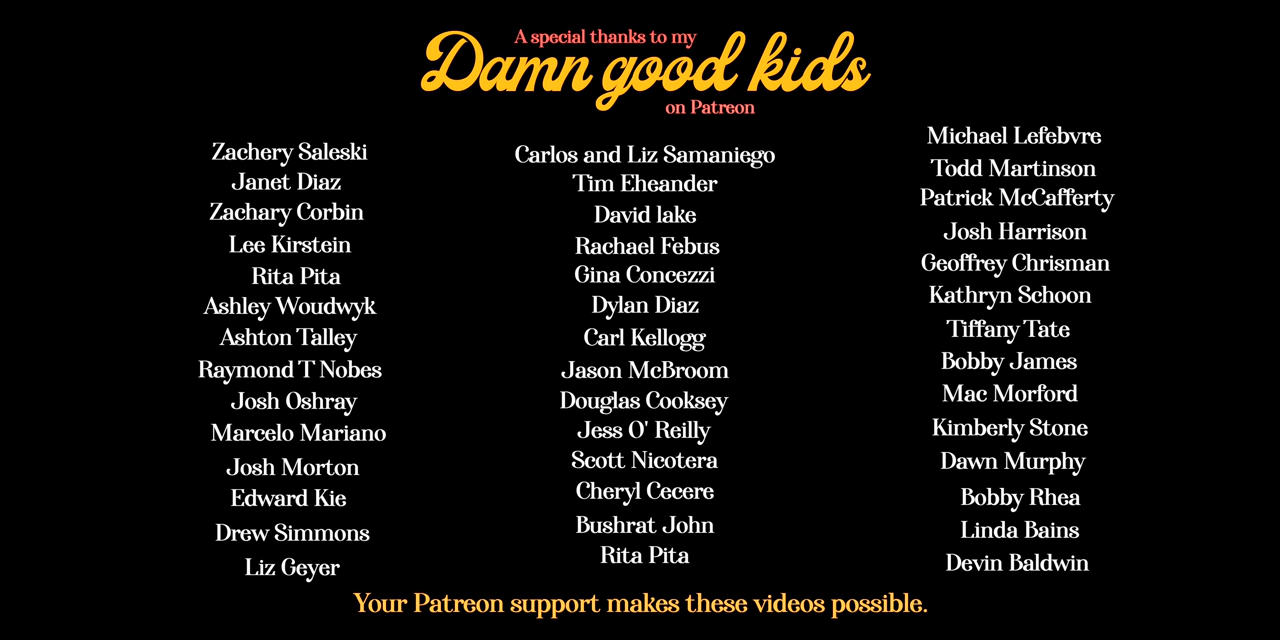 A special thanks to my
Damn good kids
on Patreon
Zachery Saleski
Janet Diaz
Zachary Corbin
Lee Kirstein
Rita Pita
Ashley Woudwyk
Ashton Talley
Raymond T Nobes
Josh Oshray
Marcelo Mariano
Josh Morton
Edward Kie
Drew Simmons
Liz Geyer
Carlos and Liz Samaniego
Tim Eheander
David lake
Rachael Febus
Gina Concezzi
Dylan Diaz
Carl Kellogg
Jason McBroom
Douglas Cooksey
Jess O' Reilly
Scott Nicotera
Cheryl Cecere
Bushrat John
Rita Pita
Michael Lefebvre
Todd Martinson
Patrick McCafferty
Josh Harrison
Geoffrey Chrisman
Kathryn Schoon
Tiffany Tate
Bobby James
Mac Morford
Kimberly Stone
Dawn Murphy
Bobby Rhea
Linda Bains
Devin Baldwin
Your Patreon support makes these videos possible.